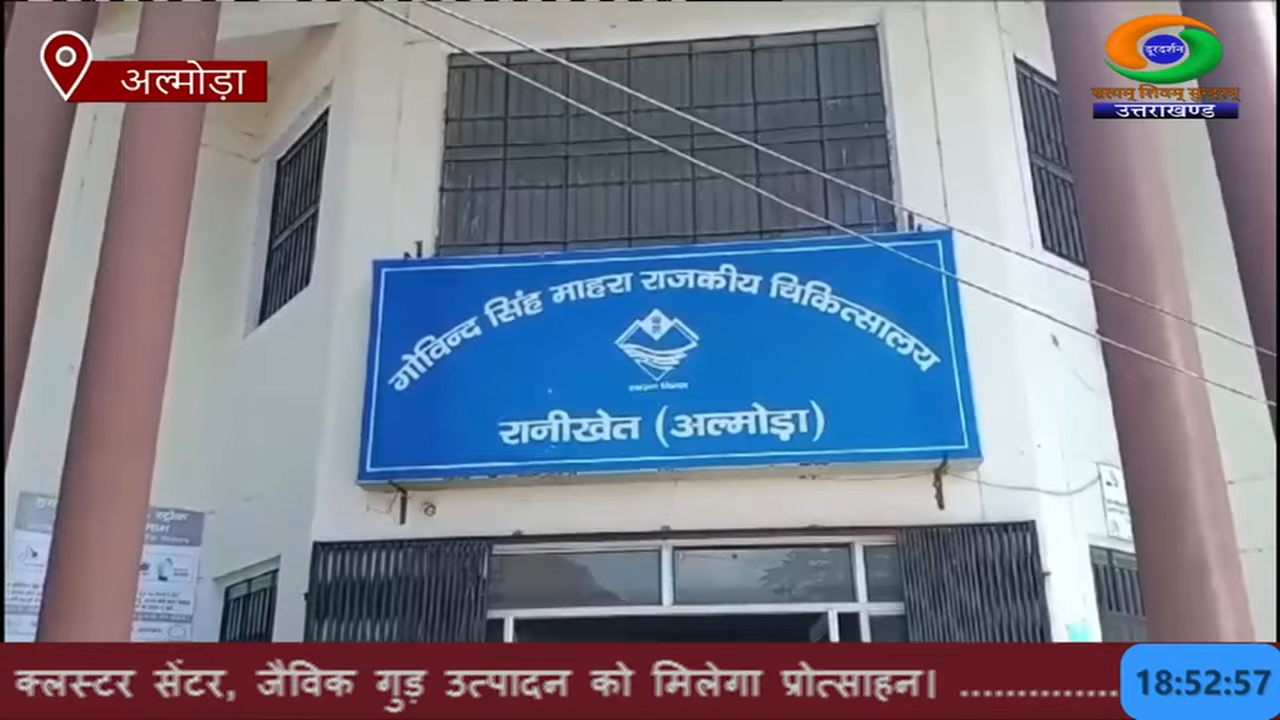 अल्मोड़ा
दूरदर्शन
सत्यम् शिवम् सुन्दरम्
उत्तराखण्ड
गोविन्द सिंह माहरा राजकीय चिकित्सालय
रानीखेत (अल्मोड़ा)
क्लस्टर सेंटर, जैविक गुड़ उत्पादन को मिलेगा प्रोत्साहन। ..............
18:52:57